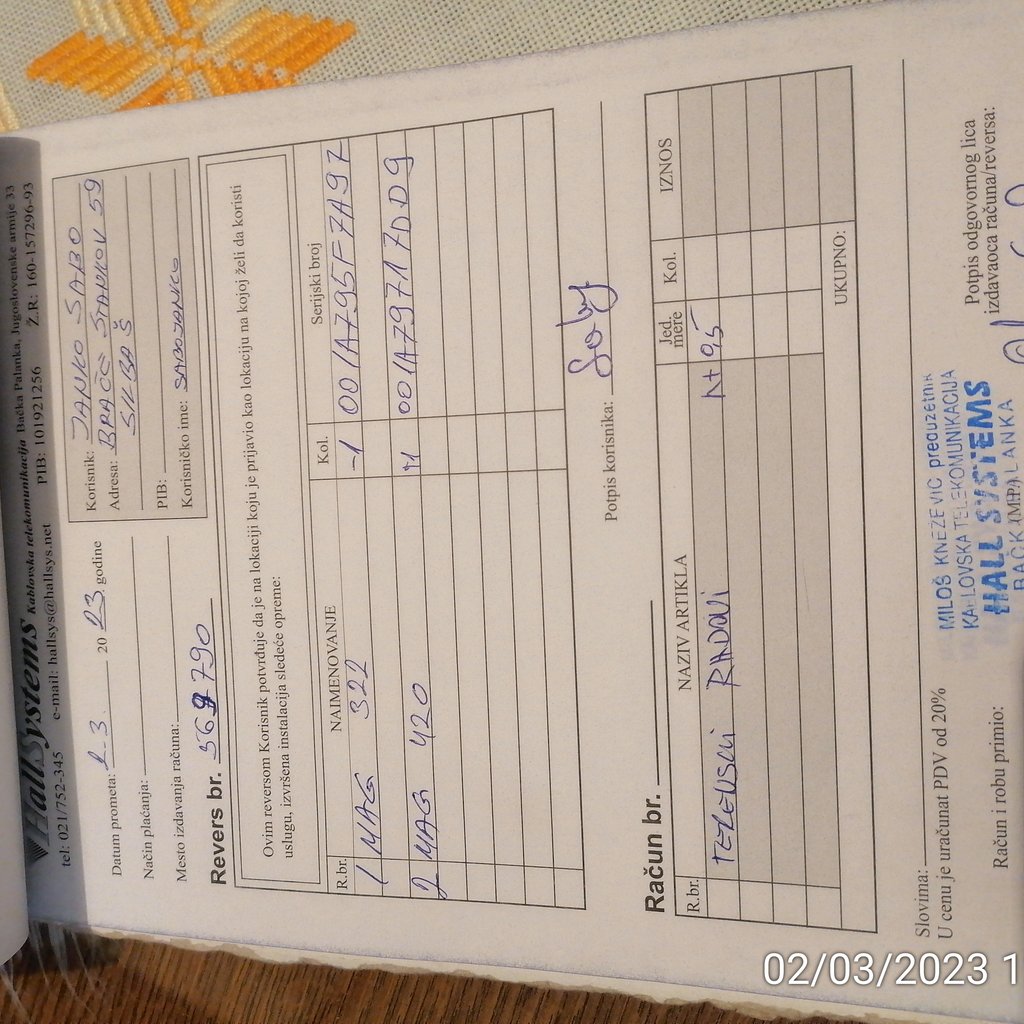 HallSystems Kablovska telekomunikacija Bačka Palanka, Jugoslovenske armije 33
tel: 021/752-345 e-mail: hallsys@hallsys.net PIB: 101921256 Ž.R: 160-157296-93
Datum prometa: 2.3. 20 23. godine
Način plaćanja:
Mesto izdavanja računa:
Korisnik: JANKO SABO
Adresa: BRAĆE STANKOV 59
SILBAŠ
PIB:
Korisničko ime: SABOJANKO
Revers br. 569790
Ovim reversom Korisnik potvrđuje da je na lokaciji koju je prijavio kao lokaciju na kojoj želi da koristi
uslugu, izvršena instalacija sledeće opreme:
R.br. NAIMENOVANJE Kol. Serijski broj
1 MAG 322 1 001A795F7A97
2 MAG 420 1 001A79717DD9
Potpis korisnika:
Račun br.
R.br. NAZIV ARTIKLA Jed. mere Kol. IZNOS
TERENSKI RADOVI
UKUPNO:
Slovima:
U cenu je uračunat PDV od 20%
Račun i robu primio:
MILOŠ KNEZEVIC preduzetnik
KABLOVSKA TELEKOMUNIKACIJA
HALL SYSTEMS
BAČKA PALANKA
(M.P.)
Potpis odgovornog lica
izdavaoca računa/reversa:
02/03/2023 1